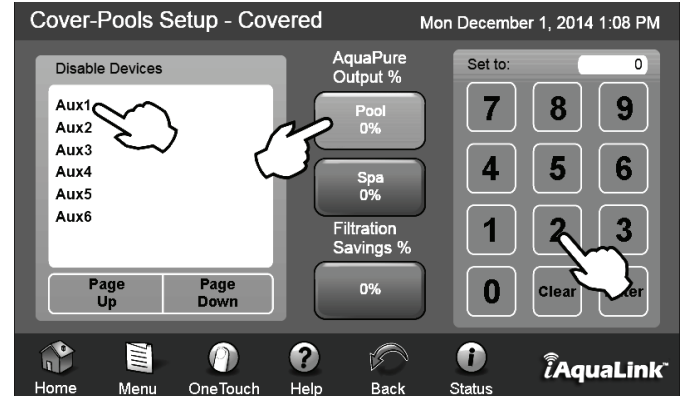 Cover-Pools Setup - Covered
Mon December 1, 2014 1:08 PM
Disable Devices
Aux1
Aux2
Aux3
Aux4
Aux5
Aux6
Page
Up
Page
Down
AquaPure
Output %
Pool
0%
Spa
0%
Filtration
Savings %
0%
Set to:
0
7 8 9
4 5 6
1 2 3
0 Clear
Home
Menu
OneTouch
Help
Back
Status
iAquaLink™